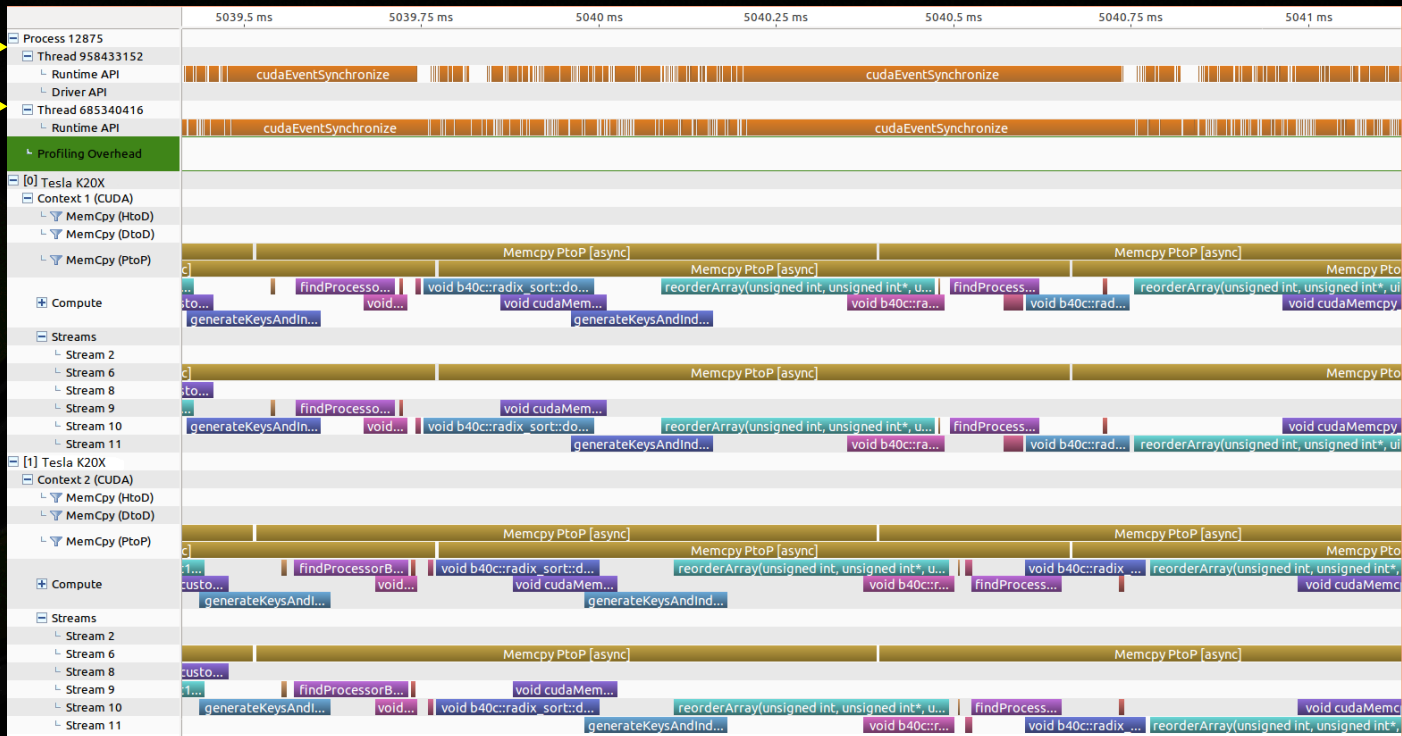 5039.5 ms 5039.75 ms 5040 ms 5040.25 ms 5040.5 ms 5040.75 ms 5041 ms
Process 12875
Thread 958433152
Runtime API cudaEventSynchronize cudaEventSynchronize
Driver API
Thread 685340416
Runtime API cudaEventSynchronize cudaEventSynchronize
Profiling Overhead
[0] Tesla K20X
Context 1 (CUDA)
MemCpy (HtoD)
MemCpy (DtoD)
Memcpy PtoP [async] Memcpy PtoP [async]
MemCpy (PtoP)
c] Memcpy PtoP [async] Memcpy Pto
... findProcesso... void b40c::radix_sort::do... reorderArray(unsigned int, unsigned int*, u... findProcess... reorderArray(unsigned int, unsigned int*, ui
Compute sto... void... void cudaMem... void b40c::ra... void b40c::rad... void cudaMemcpy
generateKeysAndIn... generateKeysAndInd...
Streams
Stream 2
Stream 6 c] Memcpy PtoP [async] Memcpy Pto
Stream 8 sto...
Stream 9 ... findProcesso... void cudaMem...
Stream 10 generateKeysAndIn... void... void b40c::radix_sort::do... reorderArray(unsigned int, unsigned int*, u... findProcess... void cudaMemcpy
Stream 11 generateKeysAndInd... void b40c::ra... void b40c::rad... reorderArray(unsigned int, unsigned int*, ui
[1] Tesla K20X
Context 2 (CUDA)
MemCpy (HtoD)
MemCpy (DtoD)
Memcpy PtoP [async] Memcpy PtoP [async]
MemCpy (PtoP)
c] Memcpy PtoP [async] Memcpy Pto
:1... findProcessorB... void b40c::radix_sort::d... reorderArray(unsigned int, unsigned int*, u... void b40c::radix_... reorderArray(unsigned int, unsigned int*,
Compute custo... void... void cudaMem... void b40c::r... findProcess... void cudaMemc
generateKeysAndI... generateKeysAndInd...
Streams
Stream 2
Stream 6 Memcpy PtoP [async] Memcpy PtoP [async]
Stream 8 custo...
Stream 9 :1... findProcessorB... void cudaMem...
Stream 10 generateKeysAndI... void... void b40c::radix_sort::d... reorderArray(unsigned int, unsigned int*, u... findProcess... void cudaMemc
Stream 11 generateKeysAndInd... void b40c::r... void b40c::radix_... reorderArray(unsigned int, unsigned int*,